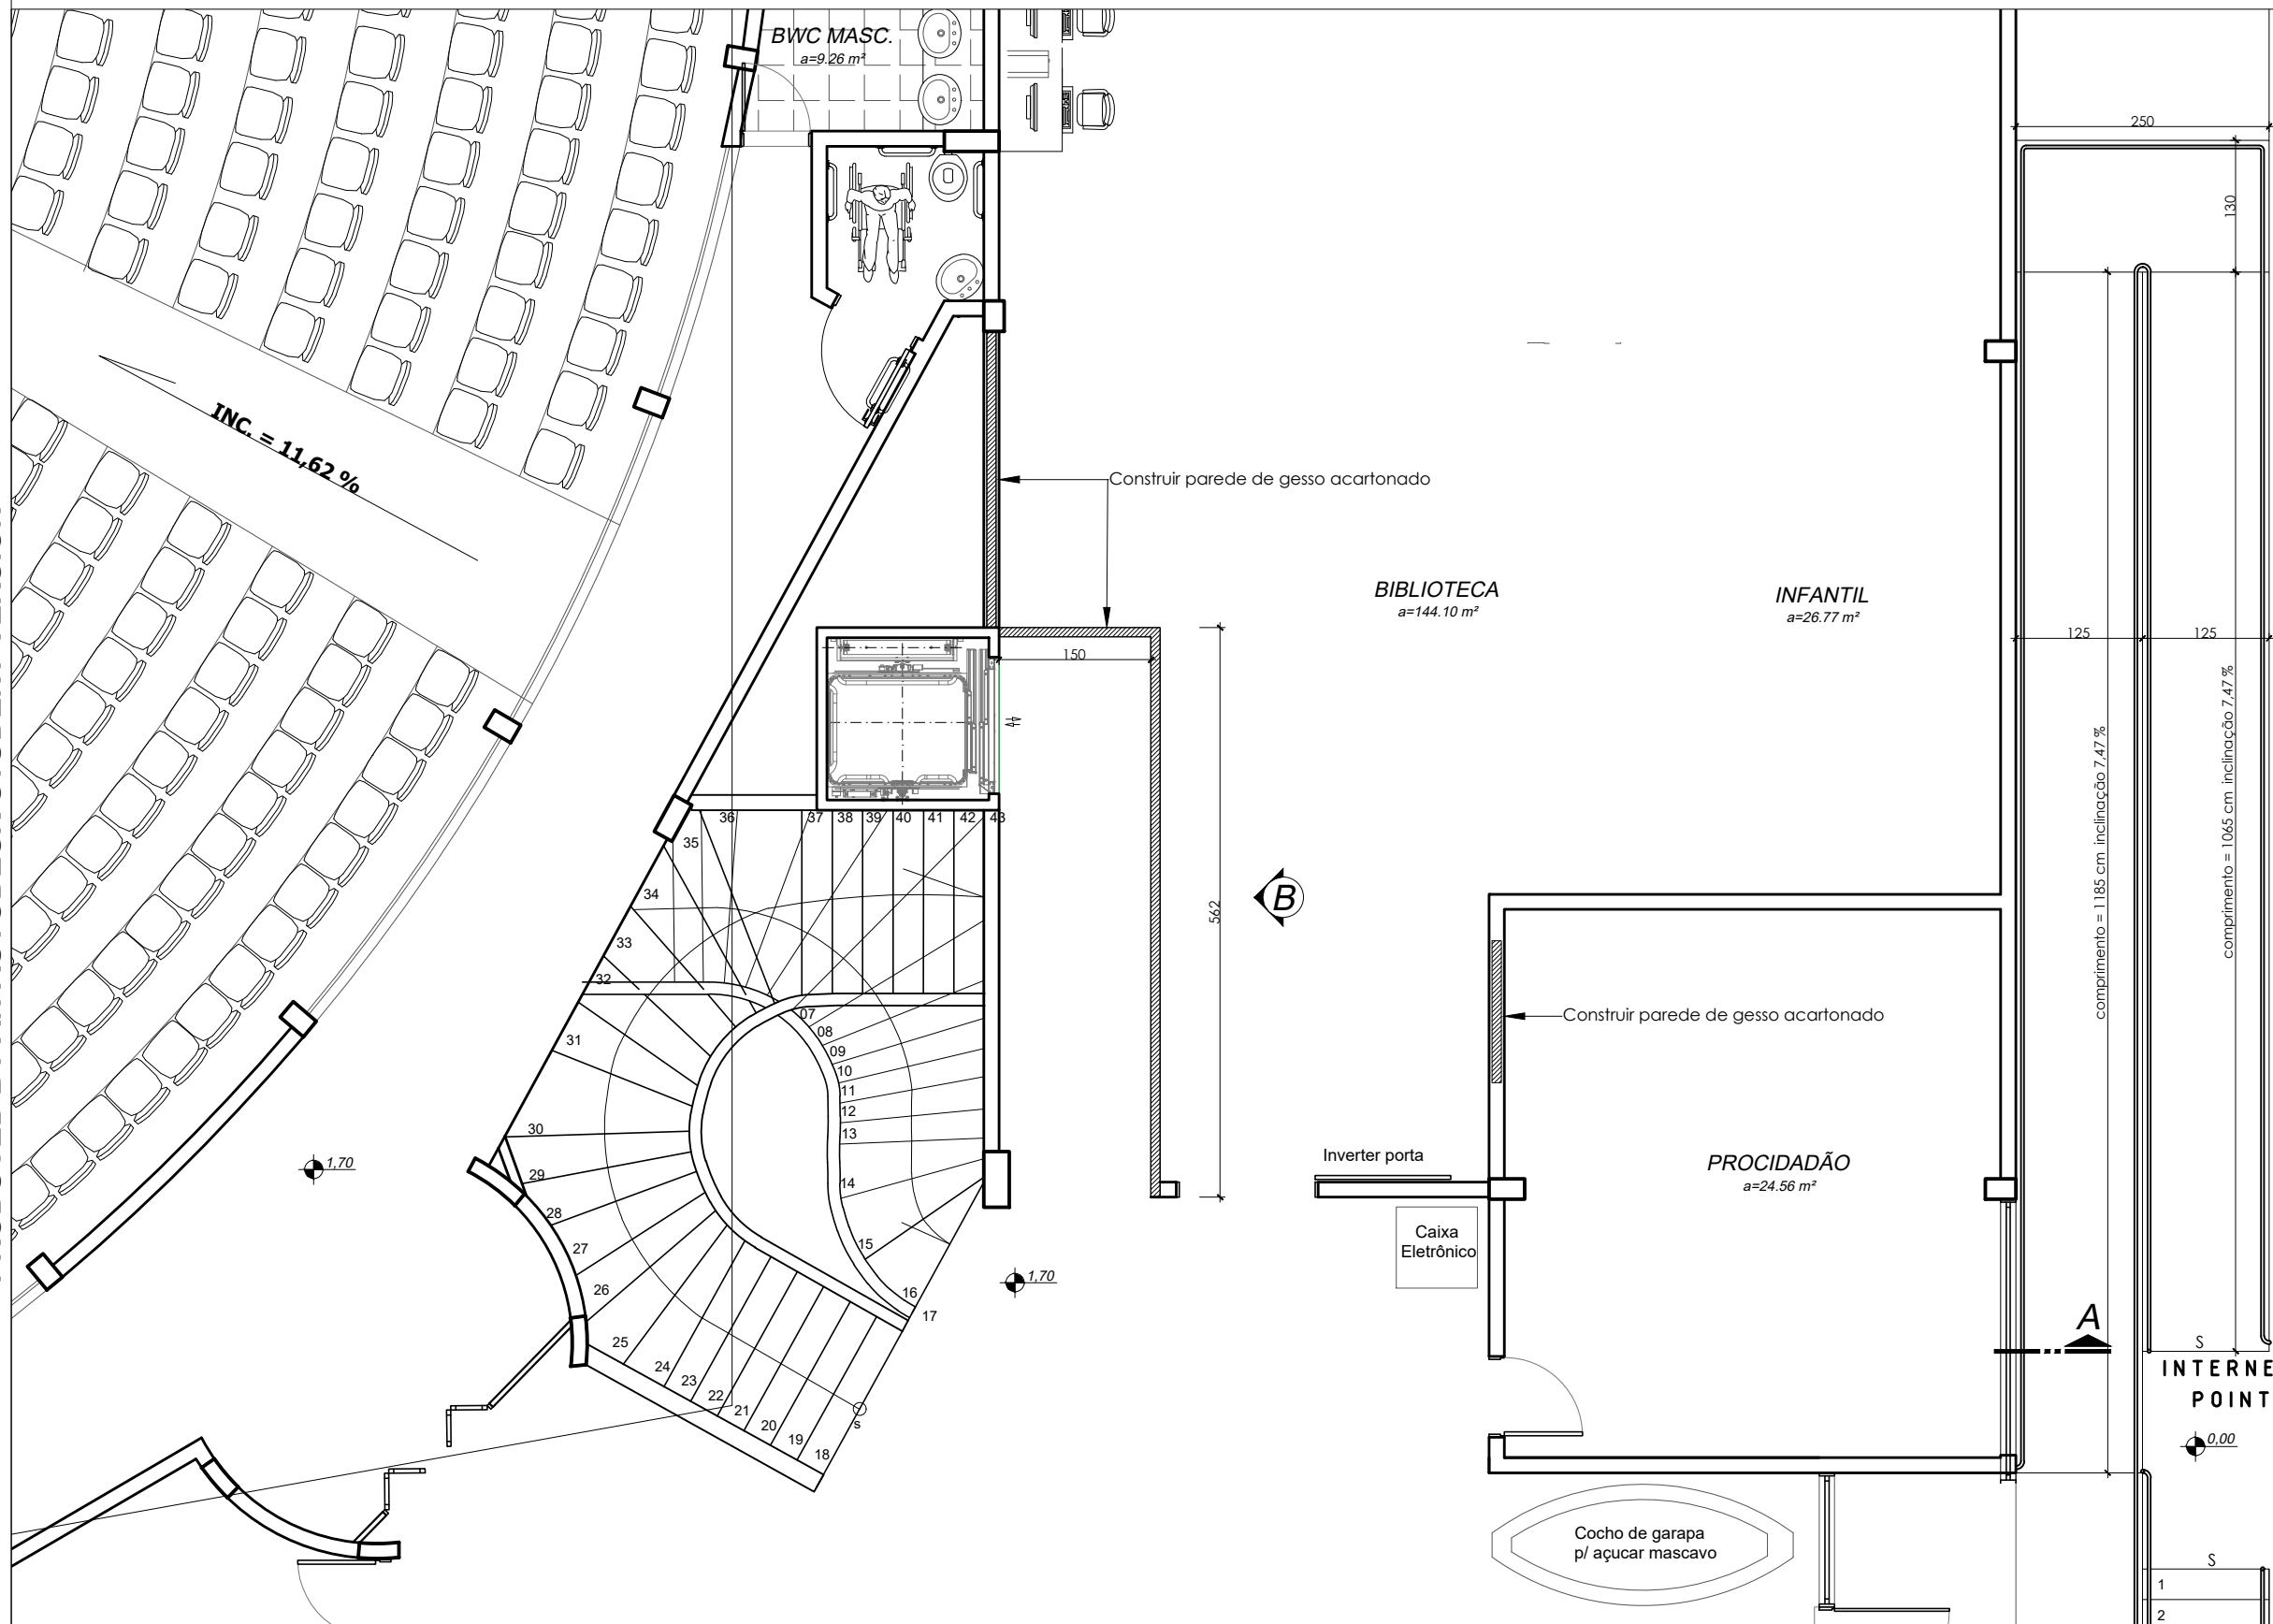 BWC MASC.
a=9.26 m²
250
130
INC. = 11,62 %
Construir parede de gesso acartonado
BIBLIOTECA
a=144.10 m²
INFANTIL
a=26.77 m²
125
125
150
comprimento = 1185 cm inclinação 7,47 %
comprimento = 1065 cm inclinação 7,47 %
562
B
36
37
38
39
40
41
42
43
35
34
33
32
31
30
29
28
27
26
25
24
23
22
21
20
19
18
07
08
09
10
11
12
13
14
15
16
17
s
Construir parede de gesso acartonado
1,70
1,70
Inverter porta
PROCIDADÃO
a=24.56 m²
Caixa
Eletrônico
A
S
INTERNE
POINT
0,00
Cocho de garapa
p/ açucar mascavo
S
1
2